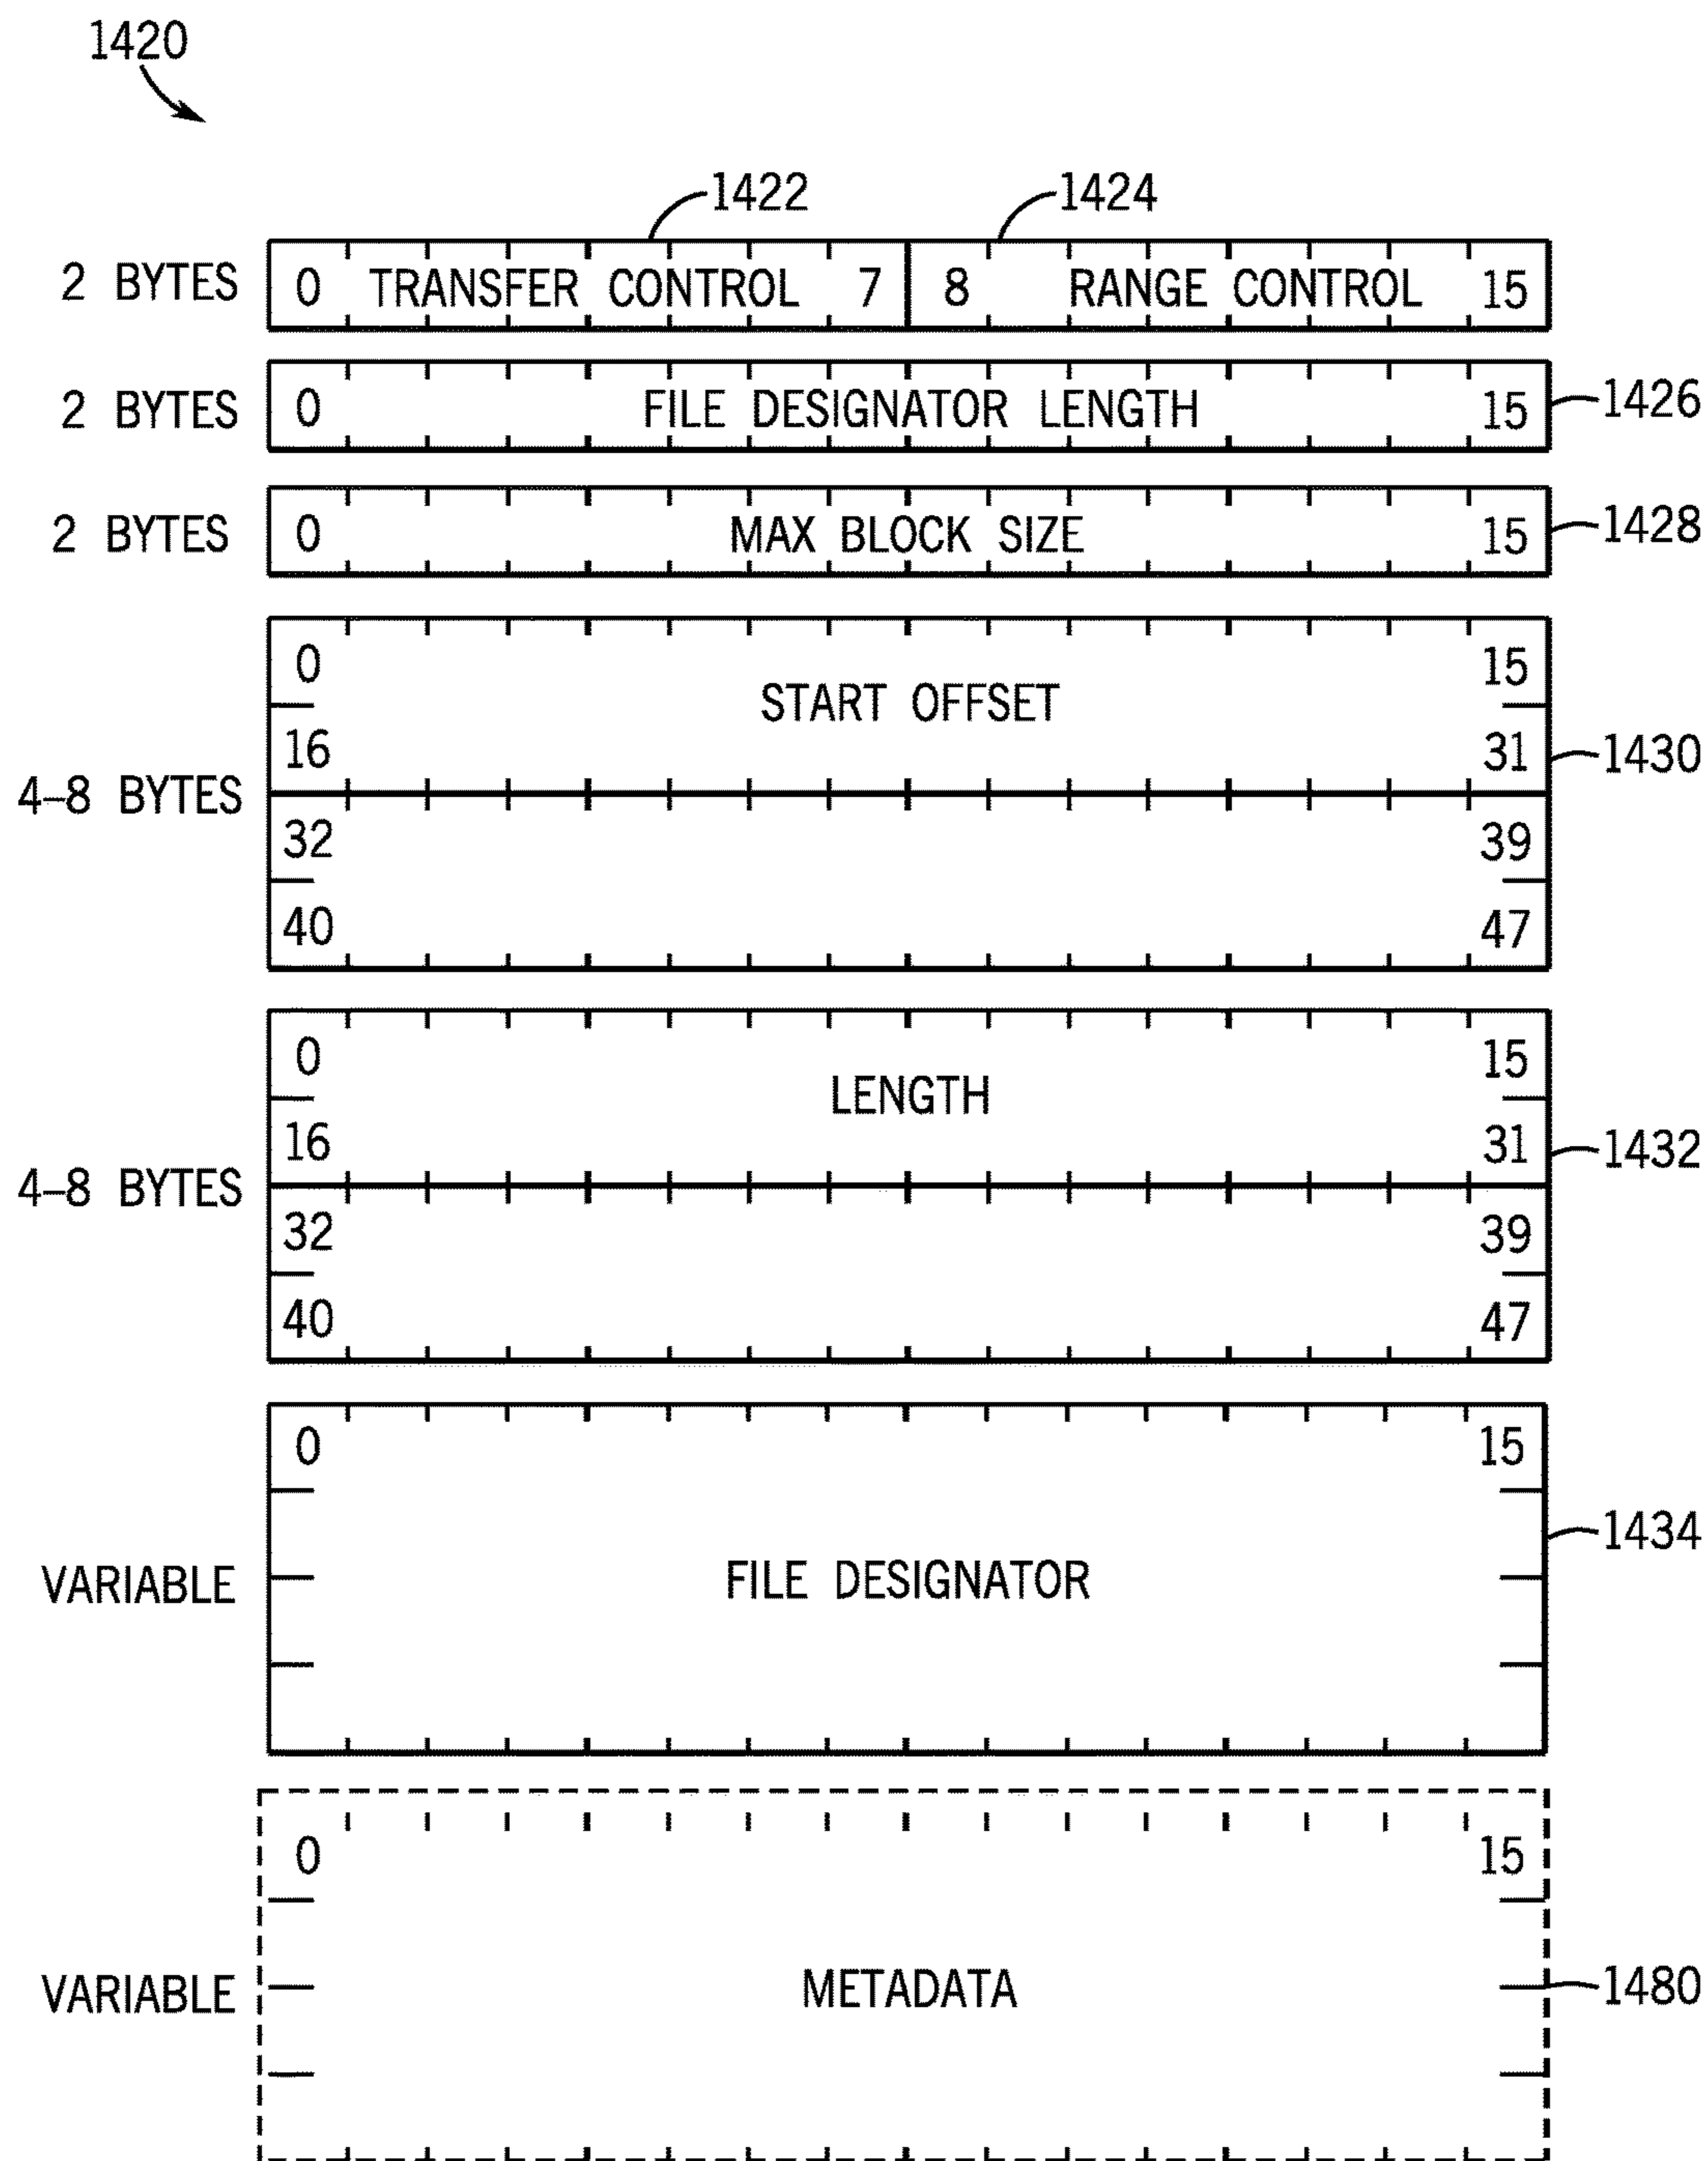 1420
1422 1424
2 BYTES 0 TRANSFER CONTROL 7 8 RANGE CONTROL 15
2 BYTES 0 FILE DESIGNATOR LENGTH 15 1426
2 BYTES 0 MAX BLOCK SIZE 15 1428
0 15
START OFFSET
16 31 1430
4–8 BYTES
32 39
40 47
0 15
LENGTH
16 31 1432
4–8 BYTES
32 39
40 47
0 15
1434
VARIABLE FILE DESIGNATOR
0 15
VARIABLE METADATA 1480